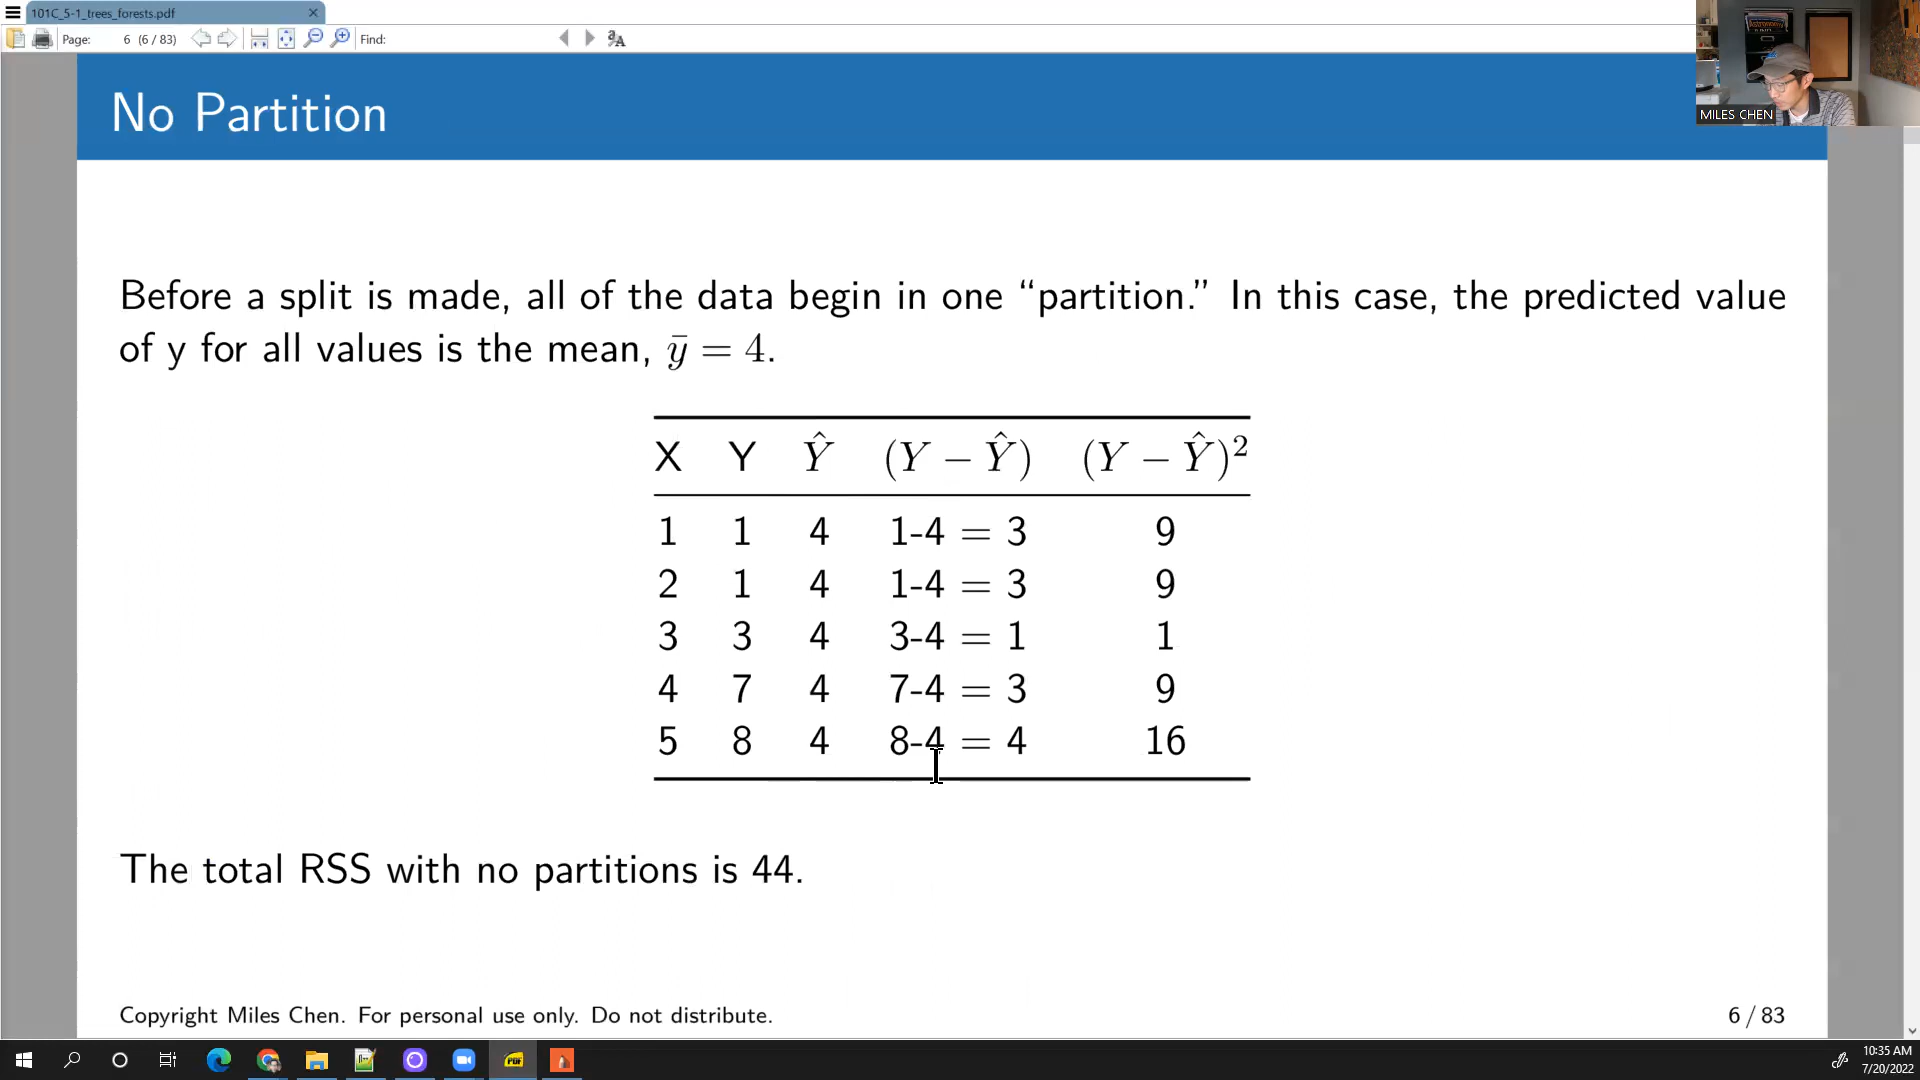 101C_5-1_trees_forests.pdf
Page: 6 (6 / 83) Find:
MILES CHEN
No Partition
Before a split is made, all of the data begin in one “partition.” In this case, the predicted value
of y for all values is the mean, ȳ = 4.
X Y Ŷ (Y − Ŷ) (Y − Ŷ)²
1 1 4 1-4 = 3 9
2 1 4 1-4 = 3 9
3 3 4 3-4 = 1 1
4 7 4 7-4 = 3 9
5 8 4 8-4 = 4 16
The total RSS with no partitions is 44.
Copyright Miles Chen. For personal use only. Do not distribute. 6 / 83
10:35 AM
7/20/2022